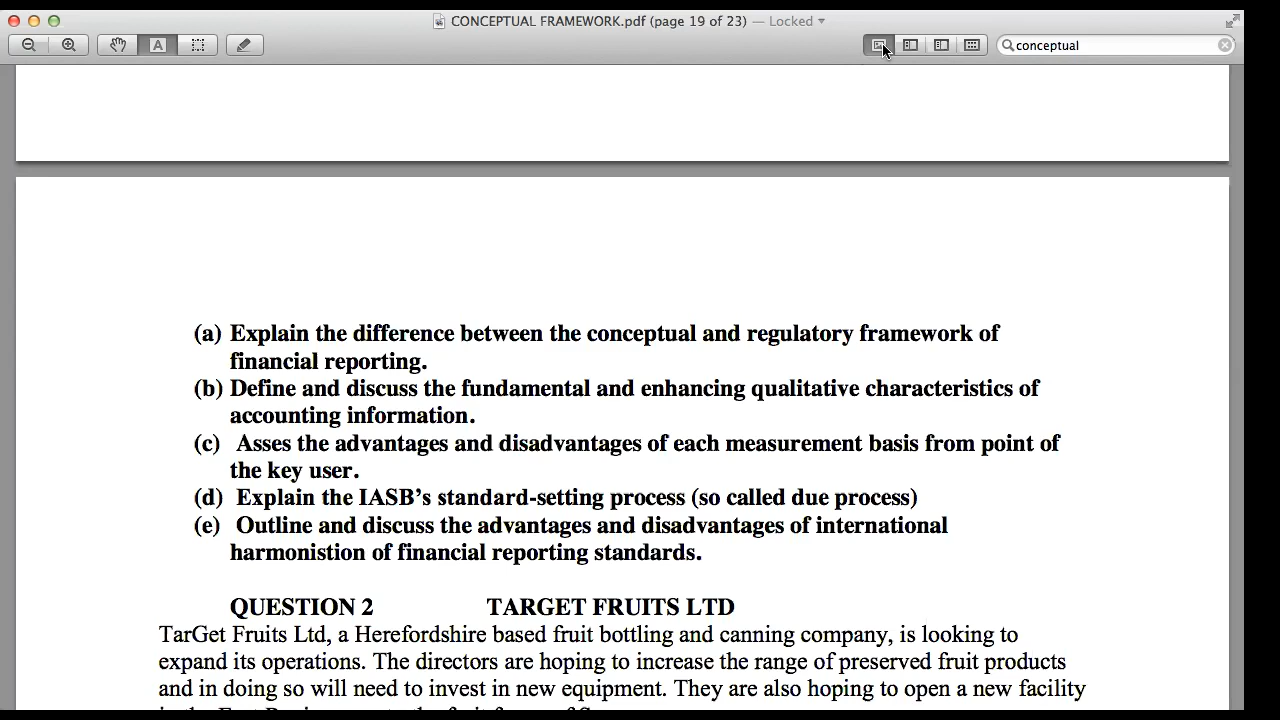 CONCEPTUAL FRAMEWORK.pdf (page 19 of 23) — Locked
conceptual
(a) Explain the difference between the conceptual and regulatory framework of
financial reporting.
(b) Define and discuss the fundamental and enhancing qualitative characteristics of
accounting information.
(c) Asses the advantages and disadvantages of each measurement basis from point of
the key user.
(d) Explain the IASB’s standard-setting process (so called due process)
(e) Outline and discuss the advantages and disadvantages of international
harmonistion of financial reporting standards.
QUESTION 2 TARGET FRUITS LTD
TarGet Fruits Ltd, a Herefordshire based fruit bottling and canning company, is looking to
expand its operations. The directors are hoping to increase the range of preserved fruit products
and in doing so will need to invest in new equipment. They are also hoping to open a new facility